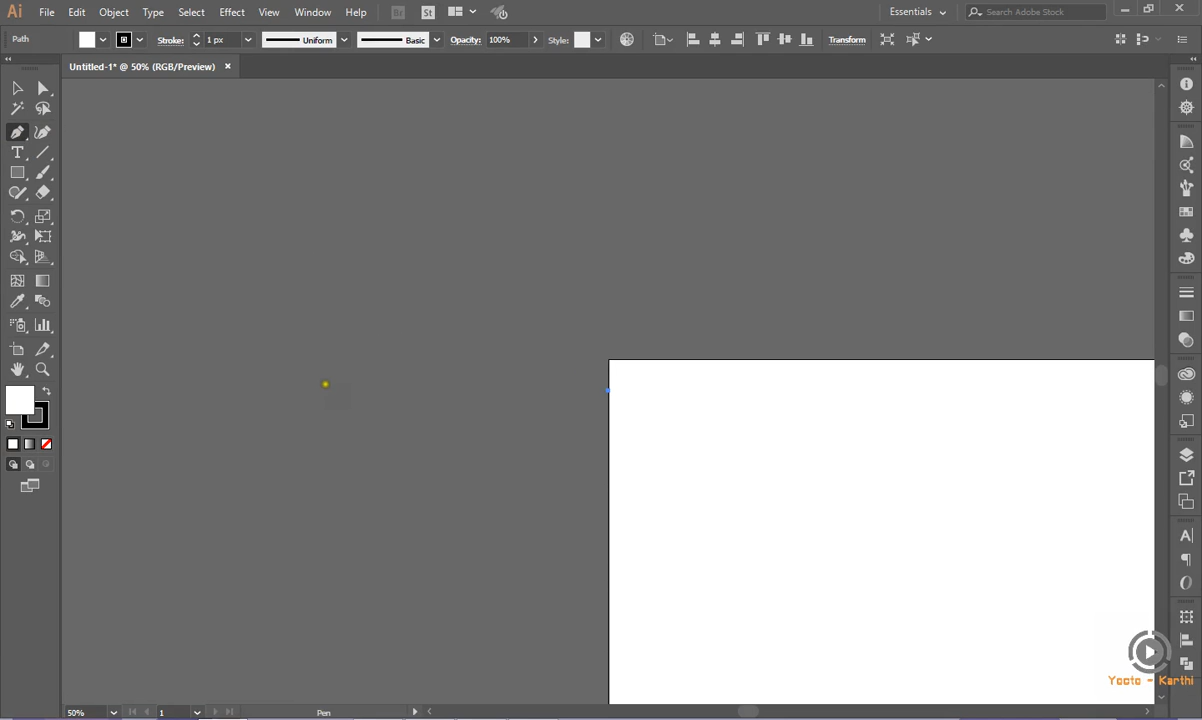 Ai File Edit Object Type Select Effect View Window Help Br St Essentials Search Adobe Stock
Path Stroke: 1 px Uniform Basic Opacity: 100% Style: Transform
Untitled-1* @ 50% (RGB/Preview)
50% 1 Pen
Yooto - Karthi